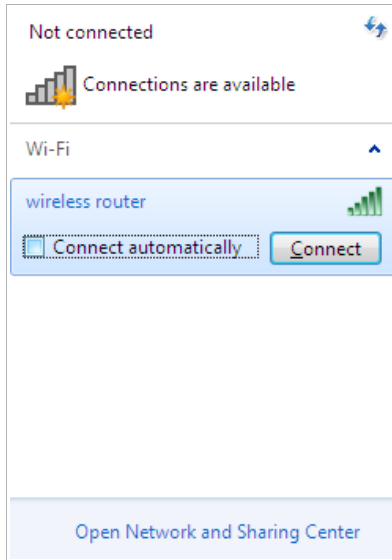 Not connected
Connections are available
Wi-Fi
wireless router
Connect automatically
Connect
Open Network and Sharing Center